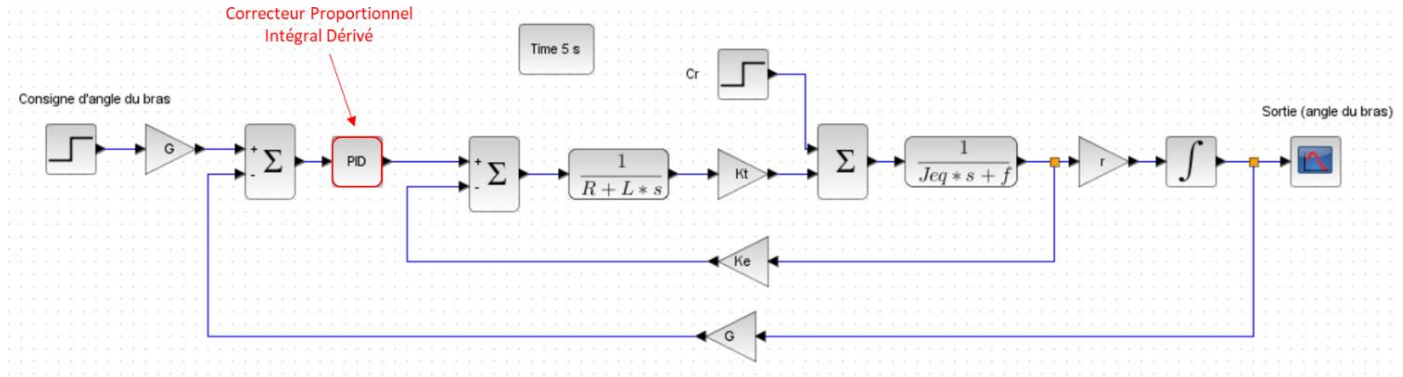 Correcteur Proportionnel
Intégral Dérivé
Time 5 s
Cr
Consigne d'angle du bras
Sortie (angle du bras)
G
+
-
Σ
PID
+
-
Σ
1
R + L * s
Kt
Σ
1
Jeq * s + f
r
∫
Ke
G